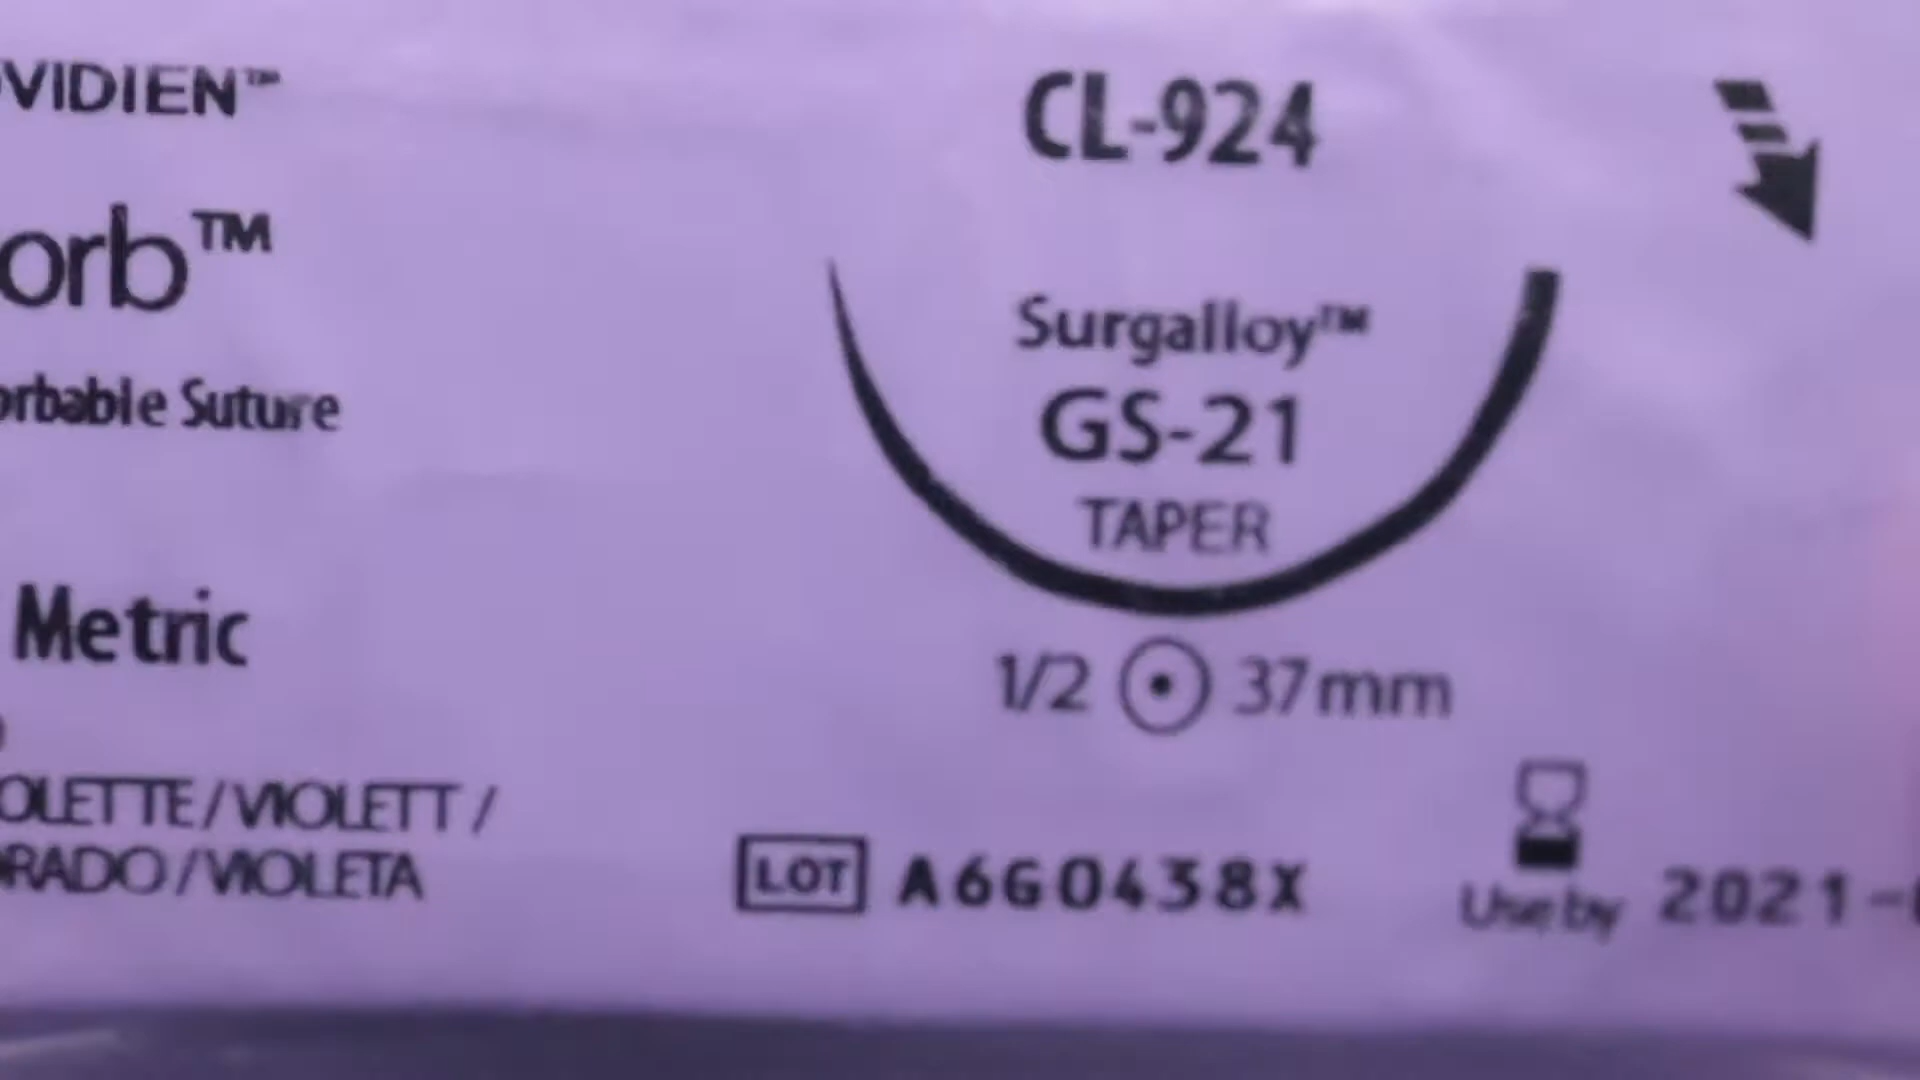 VIDIEN™
CL-924
orb™
Surgalloy™
orbable Suture
GS-21
TAPER
Metric
1/2 37mm
OLETTE / VIOLETT /
RADO / VIOLETA
LOT A6G0438X
Use by 2021-